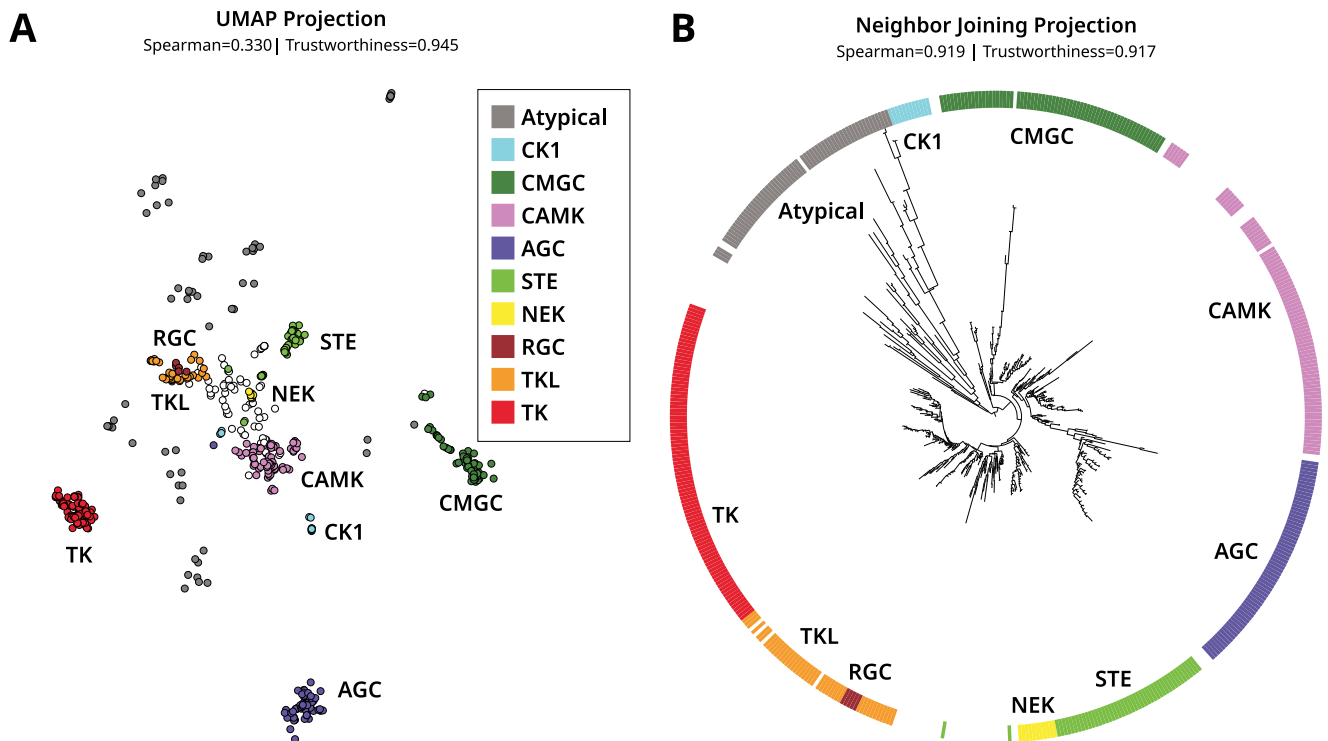 A
UMAP Projection
Spearman=0.330 | Trustworthiness=0.945
Atypical
CK1
CMGC
CAMK
AGC
STE
NEK
RGC
TKL
TK
RGC
STE
TKL
NEK
CAMK
CMGC
CK1
TK
AGC
B
Neighbor Joining Projection
Spearman=0.919 | Trustworthiness=0.917
CK1
CMGC
Atypical
CAMK
TK
AGC
TKL
RGC
STE
NEK